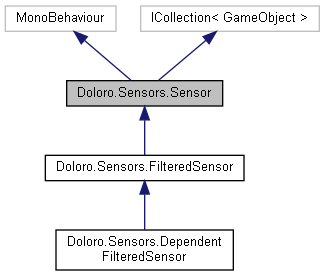 MonoBehaviour
ICollection< GameObject >
Doloro.Sensors.Sensor
Doloro.Sensors.FilteredSensor
Doloro.Sensors.Dependent
FilteredSensor